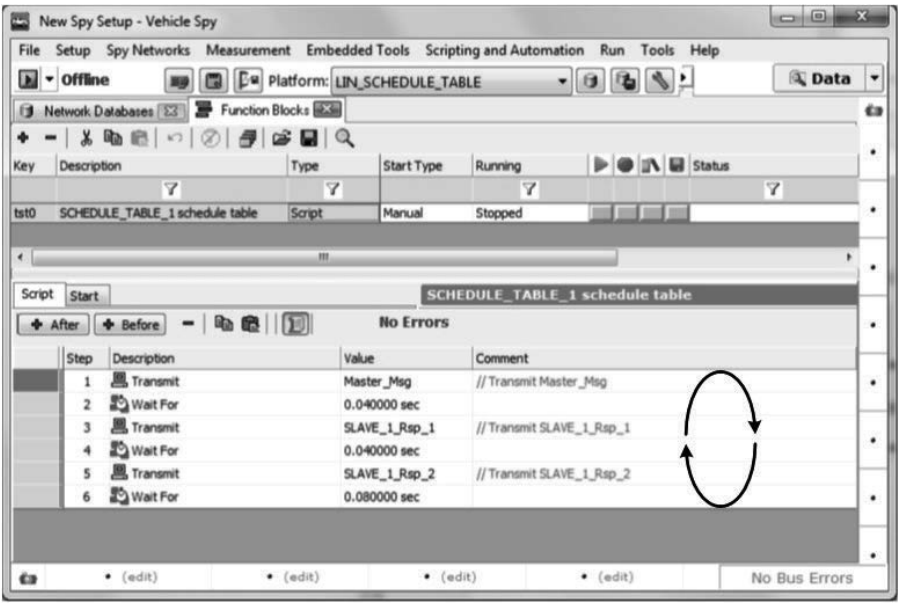 New Spy Setup - Vehicle Spy
File Setup Spy Networks Measurement Embedded Tools Scripting and Automation Run Tools Help
Offline Platform: LIN_SCHEDULE_TABLE Data
Network Databases Function Blocks
Key Description Type Start Type Running Status
tst0 SCHEDULE_TABLE_1 schedule table Script Manual Stopped
Script Start SCHEDULE_TABLE_1 schedule table
After Before No Errors
Step Description Value Comment
1 Transmit Master_Msg // Transmit Master_Msg
2 Wait For 0.040000 sec
3 Transmit SLAVE_1_Rsp_1 // Transmit SLAVE_1_Rsp_1
4 Wait For 0.040000 sec
5 Transmit SLAVE_1_Rsp_2 // Transmit SLAVE_1_Rsp_2
6 Wait For 0.080000 sec
• (edit) • (edit) • (edit) • (edit) No Bus Errors